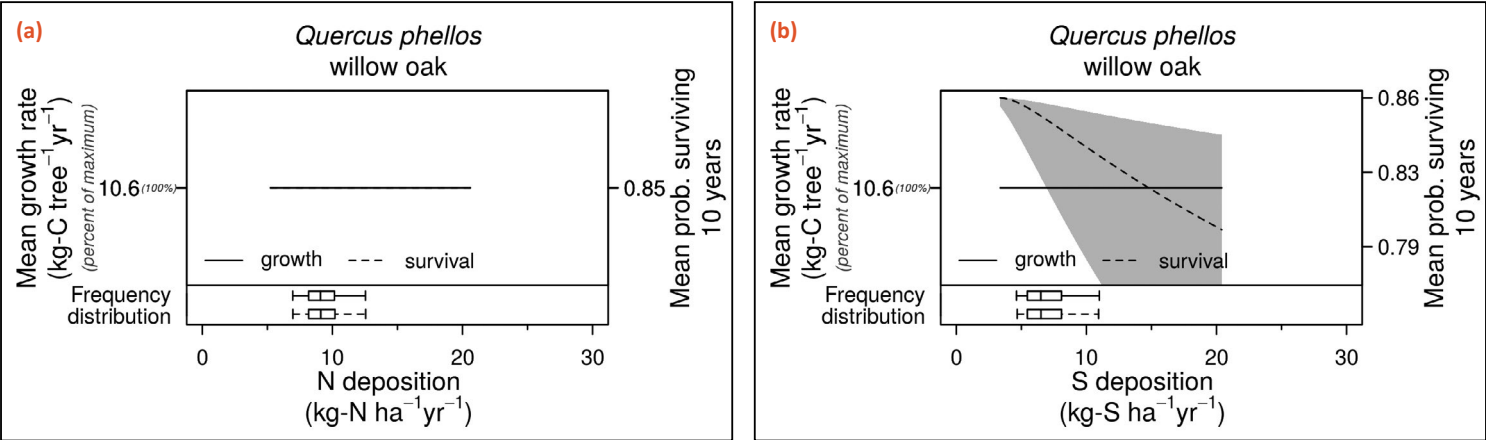 (a)
Quercus phellos
willow oak
Mean growth rate
(kg-C tree⁻¹yr⁻¹)
(percent of maximum)
10.6 (100%)
0.85
Mean prob. surviving
10 years
growth
survival
Frequency
distribution
0 10 20 30
N deposition
(kg-N ha⁻¹yr⁻¹)
(b)
Quercus phellos
willow oak
Mean growth rate
(kg-C tree⁻¹yr⁻¹)
(percent of maximum)
10.6 (100%)
0.86
0.83
0.79
Mean prob. surviving
10 years
growth
survival
Frequency
distribution
0 10 20 30
S deposition
(kg-S ha⁻¹yr⁻¹)